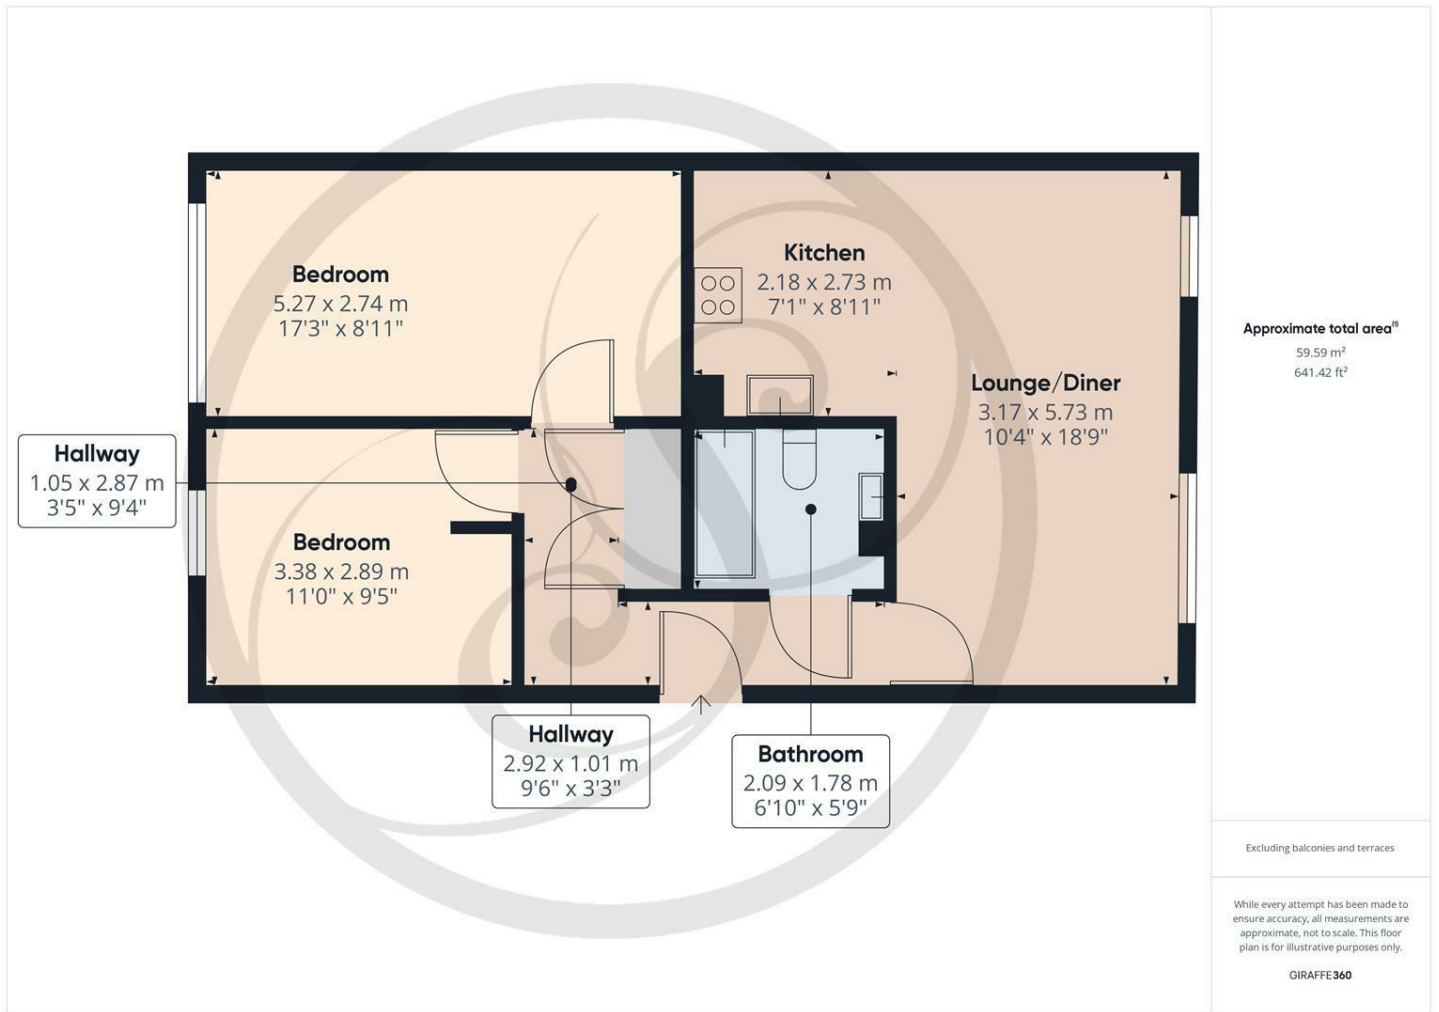 Bedroom
5.27 x 2.74 m
17'3" x 8'11"
Kitchen
2.18 x 2.73 m
7'1" x 8'11"
Lounge/Diner
3.17 x 5.73 m
10'4" x 18'9"
Hallway
1.05 x 2.87 m
3'5" x 9'4"
Bedroom
3.38 x 2.89 m
11'0" x 9'5"
Hallway
2.92 x 1.01 m
9'6" x 3'3"
Bathroom
2.09 x 1.78 m
6'10" x 5'9"
Approximate total area⁽¹⁾
59.59 m²
641.42 ft²
Excluding balconies and terraces
While every attempt has been made to
ensure accuracy, all measurements are
approximate, not to scale. This floor
plan is for illustrative purposes only.
GIRAFFE360